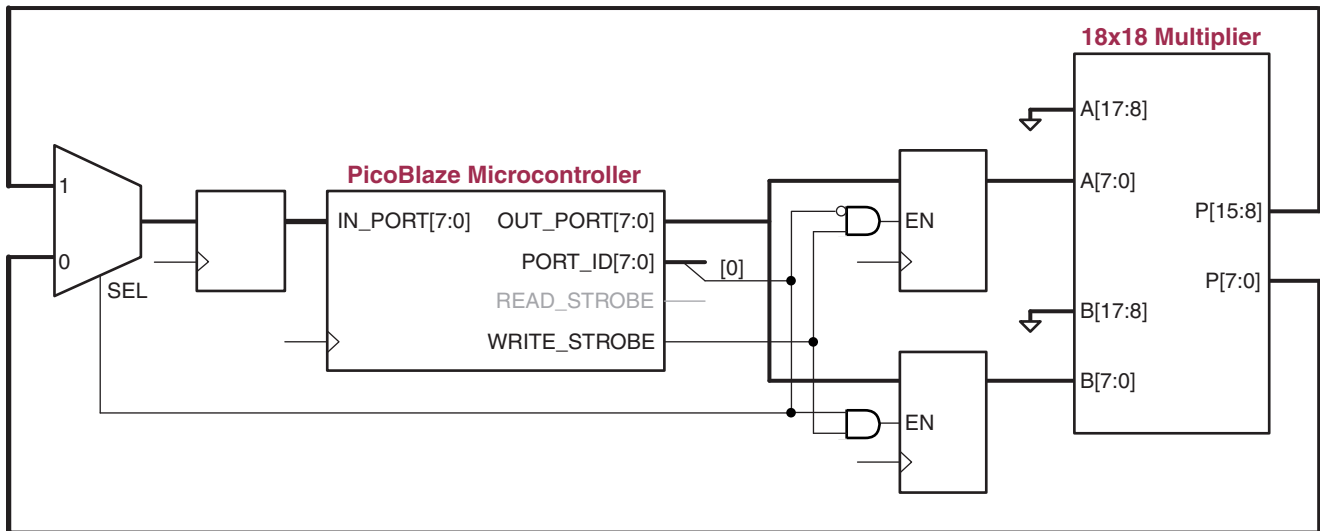 18x18 Multiplier
A[17:8]
PicoBlaze Microcontroller
1
A[7:0]
IN_PORT[7:0]
OUT_PORT[7:0]
EN
P[15:8]
0
PORT_ID[7:0]
[0]
P[7:0]
SEL
READ_STROBE
B[17:8]
WRITE_STROBE
B[7:0]
EN